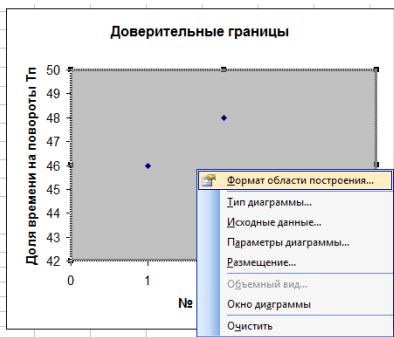 Доверительные границы
Доля времени на повороты Тп
50
49
48
47
46
45
44
43
42
0
1
№
Формат области построения...
Тип диаграммы...
Исходные данные...
Параметры диаграммы...
Размещение...
Объемный вид...
Окно диаграммы
Очистить